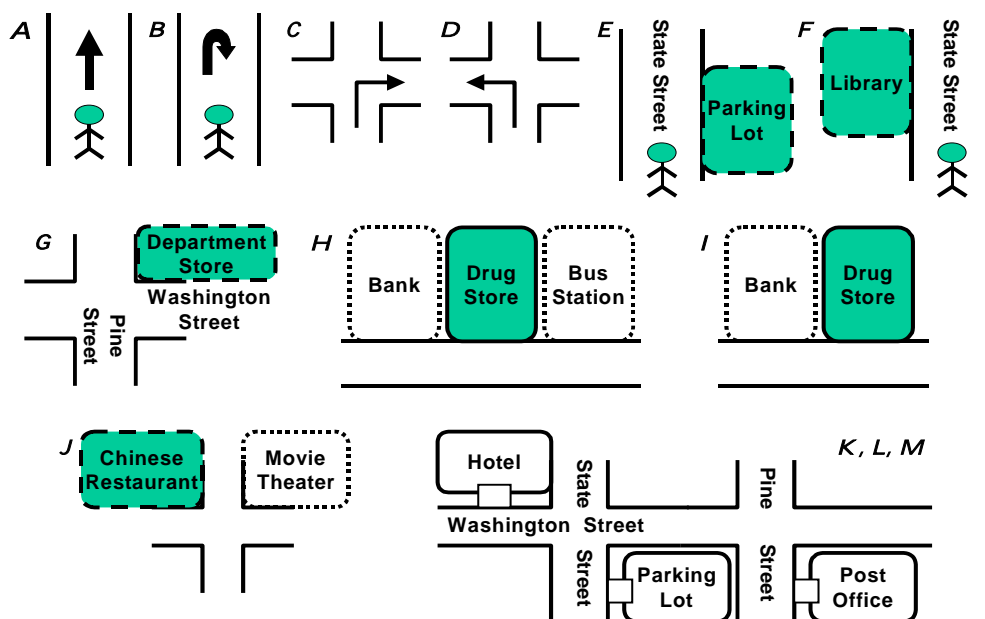 A
B
C
D
E
State Street
Parking
Lot
F
Library
State Street
G
Department
Store
Washington
Street
Pine
Street
H
Bank
Drug
Store
Bus
Station
I
Bank
Drug
Store
J
Chinese
Restaurant
Movie
Theater
K, L, M
Hotel
State
Pine
Washington Street
Street
Parking
Lot
Street
Post
Office